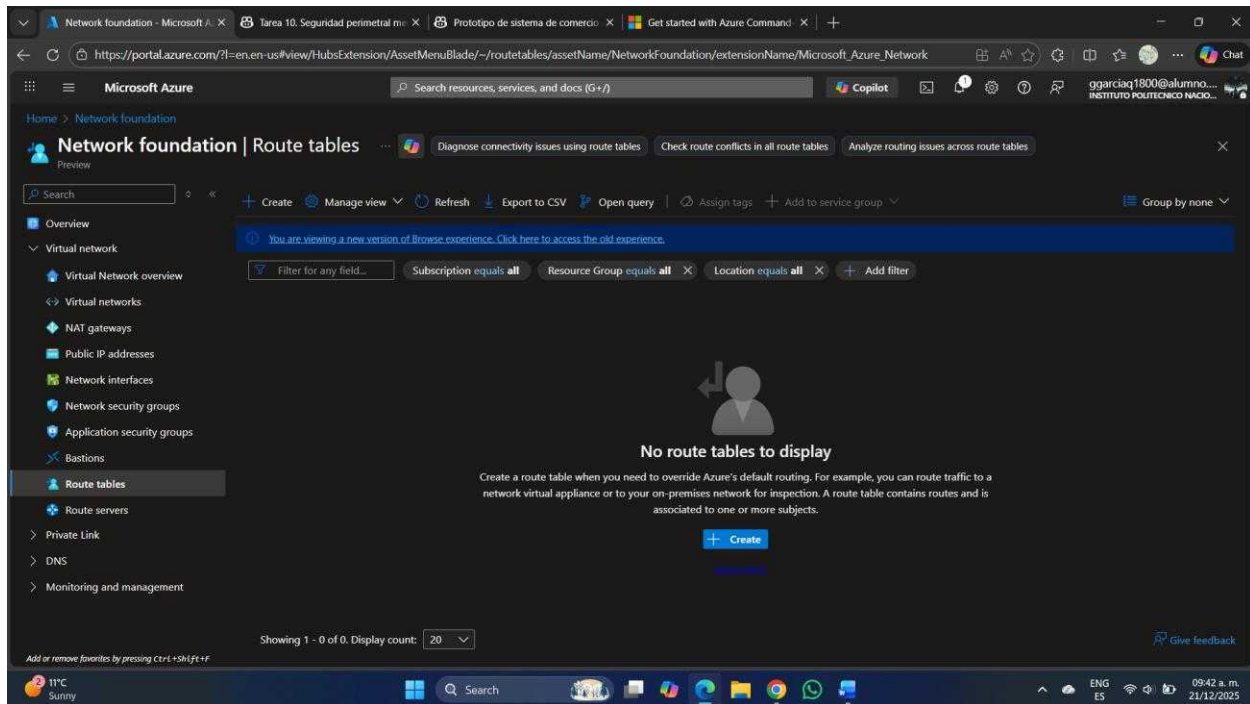 Network foundation - Microsoft A
Tarea 10. Seguridad perimetral me
Prototipo de sistema de comercio
Get started with Azure Command-
https://portal.azure.com/?l=en.en-us#view/HubsExtension/AssetMenuBlade/~/routetables/assetName/NetworkFoundation/extensionName/Microsoft_Azure_Network
Chat
Microsoft Azure
Search resources, services, and docs (G+/)
Copilot
ggarciaq1800@alumno....
INSTITUTO POLITECNICO NACIO...
Home > Network foundation
Network foundation | Route tables ...
Preview
Diagnose connectivity issues using route tables
Check route conflicts in all route tables
Analyze routing issues across route tables
Search
+ Create
Manage view
Refresh
Export to CSV
Open query
Assign tags
+ Add to service group
Group by none
Overview
Virtual network
Virtual Network overview
Virtual networks
NAT gateways
Public IP addresses
Network interfaces
Network security groups
Application security groups
Bastions
Route tables
Route servers
Private Link
DNS
Monitoring and management
You are viewing a new version of Browse experience. Click here to access the old experience.
Filter for any field...
Subscription equals all
Resource Group equals all
Location equals all
+ Add filter
No route tables to display
Create a route table when you need to override Azure's default routing. For example, you can route traffic to a
network virtual appliance or to your on-premises network for inspection. A route table contains routes and is
associated to one or more subjects.
+ Create
Showing 1 - 0 of 0. Display count: 20
Give feedback
Add or remove favorites by pressing Ctrl+Shift+F
2
11°C
Sunny
Search
ENG
ES
09:42 a. m.
21/12/2025